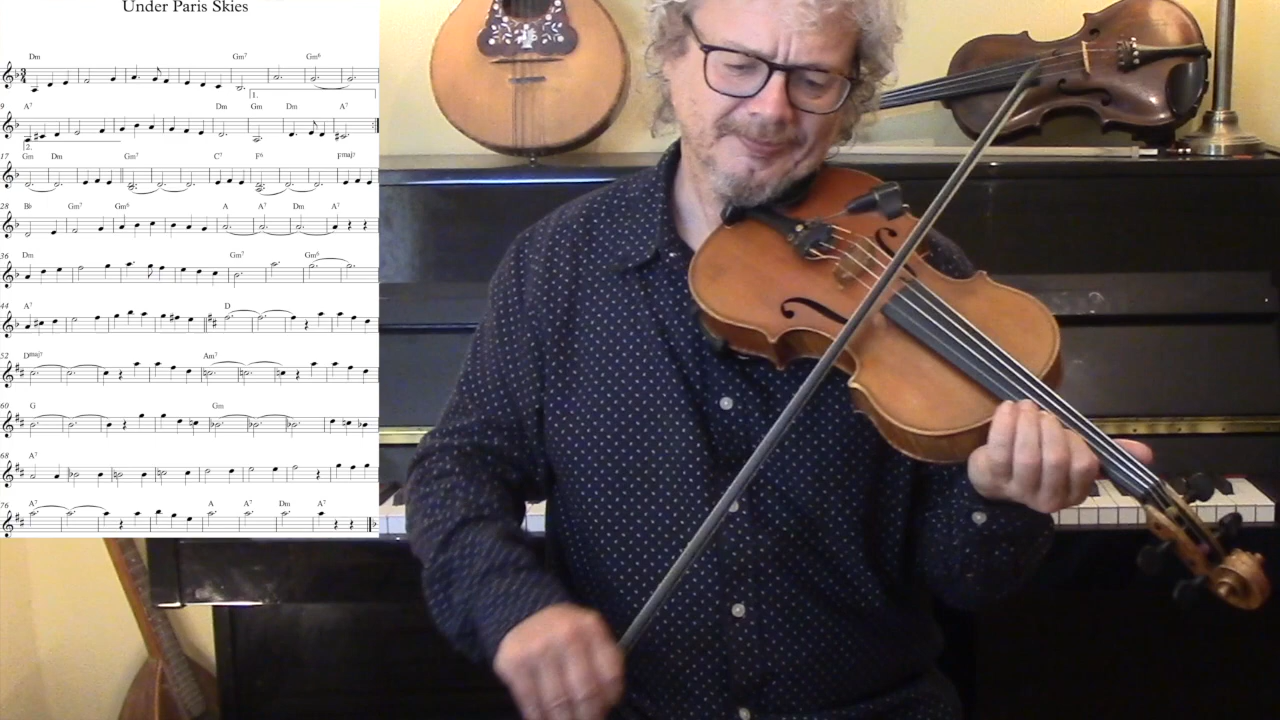 Under Paris Skies
Dm Gm7 Gm6
1.
9 A7 Dm Gm Dm A7
2.
17 Gm Dm Gm7 C7 F6 Fmaj7
28 B♭ Gm7 Gm6 A A7 Dm A7
36 Dm Gm7 Gm6
44 A7 D
52 Dmaj7 Am7
60 G Gm
68 A7
76 A7 A A7 Dm A7